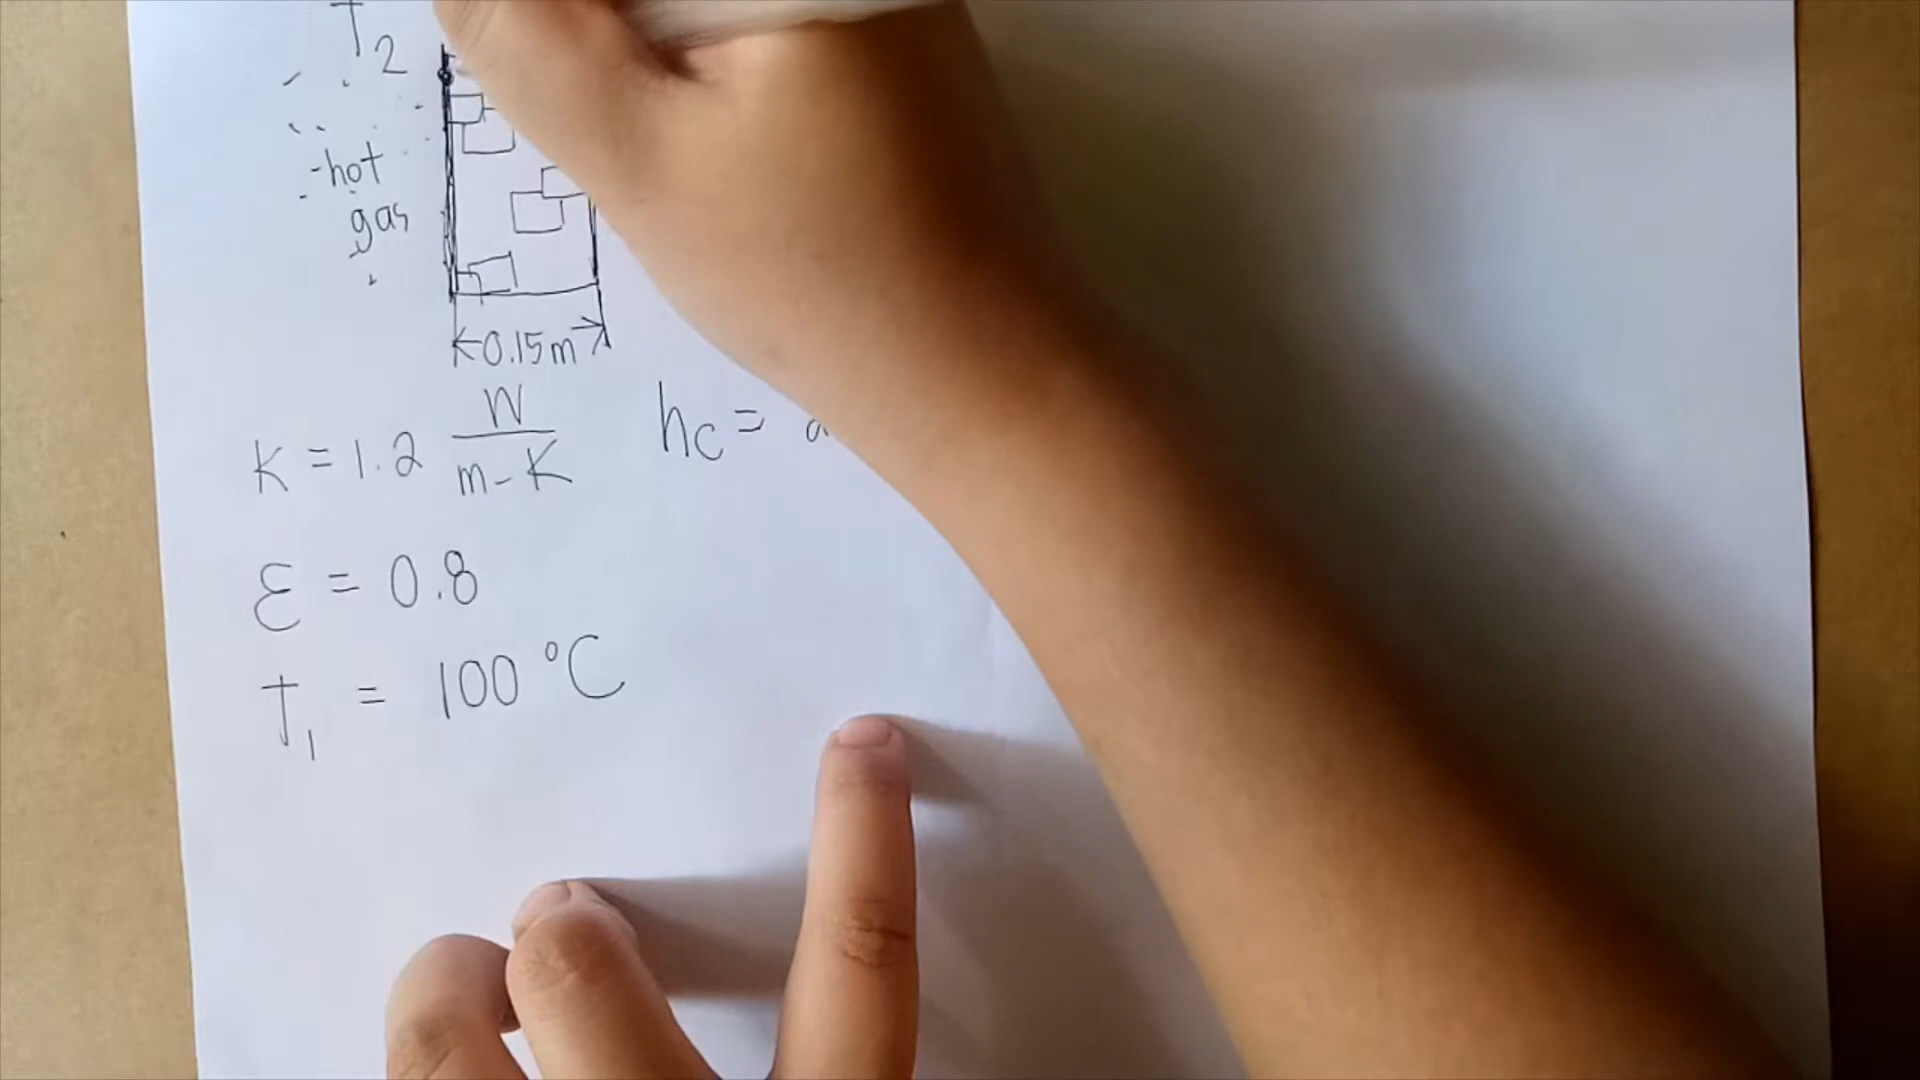 T2
hot
gas
0.15m
K = 1.2 W/m-K
hc =
ε = 0.8
T1 = 100 °C